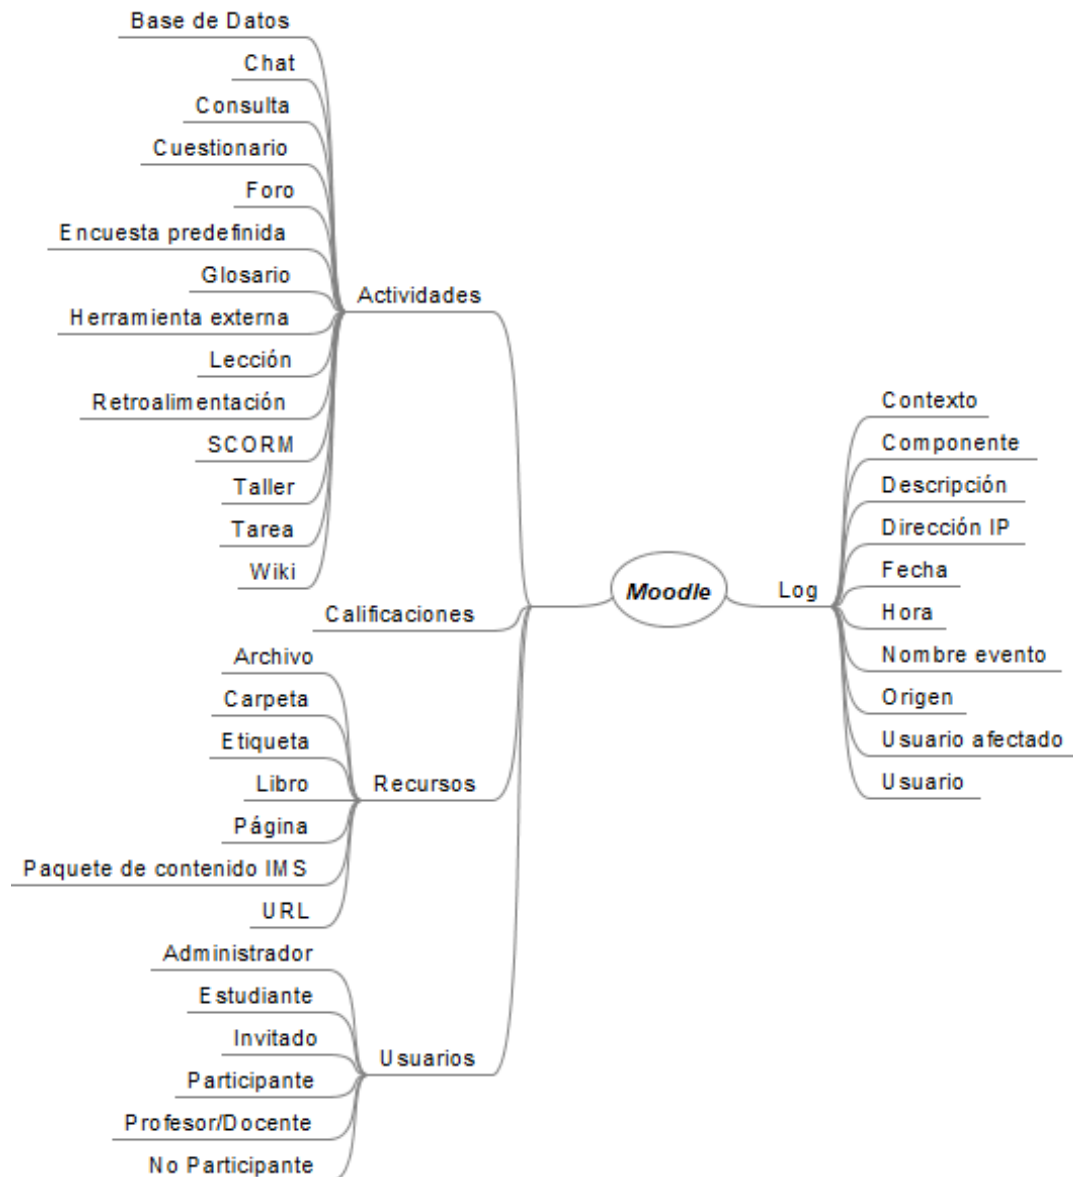 Base de Datos
Chat
Consulta
Cuestionario
Foro
Encuesta predefinida
Glosario
Herramienta externa
Lección
Retroalimentación
SCORM
Taller
Tarea
Wiki
Actividades
Calificaciones
Archivo
Carpeta
Etiqueta
Libro
Página
Paquete de contenido IMS
URL
Recursos
Administrador
Estudiante
Invitado
Participante
Profesor/Docente
No Participante
Usuarios
Moodle
Log
Contexto
Componente
Descripción
Dirección IP
Fecha
Hora
Nombre evento
Origen
Usuario afectado
Usuario